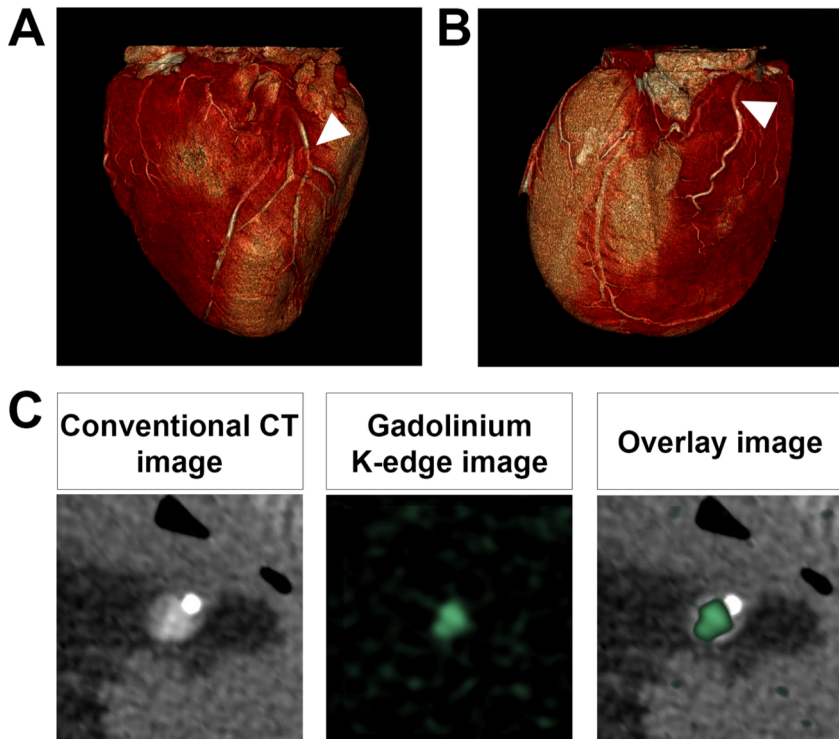 A
B
C
Conventional CT
image
Gadolinium
K-edge image
Overlay image